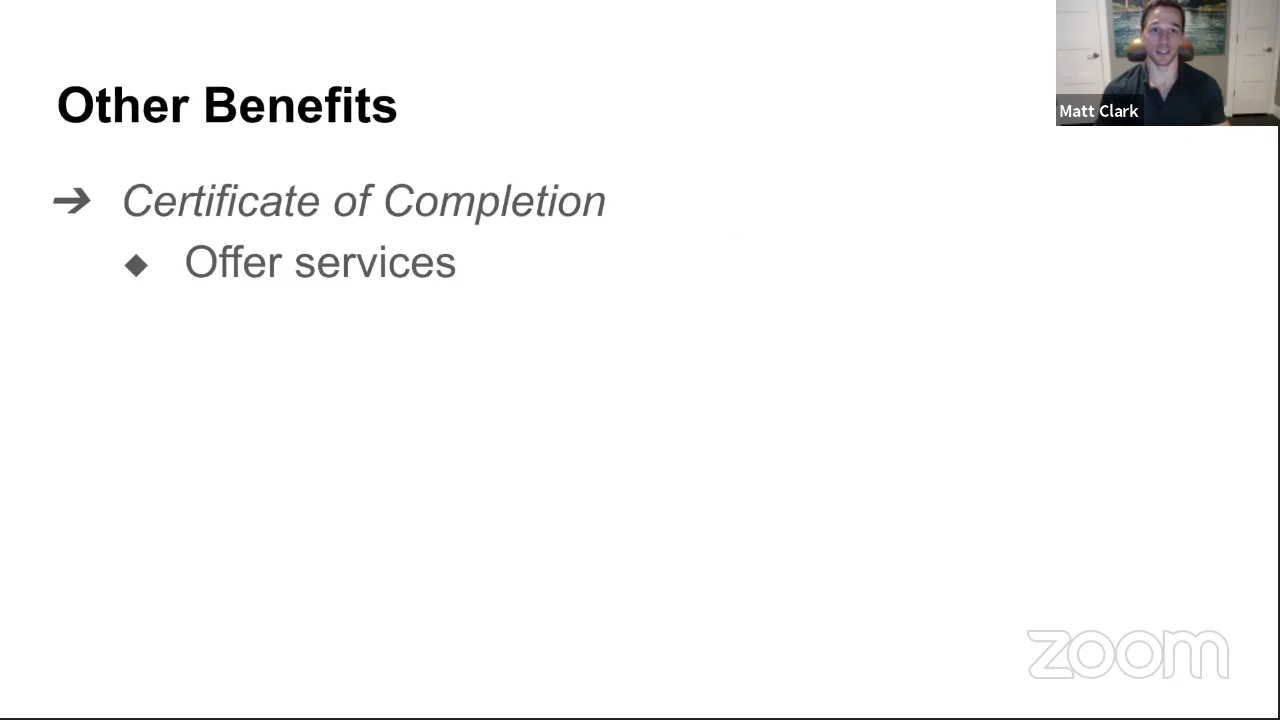 Other Benefits
➔ Certificate of Completion
◆ Offer services
Matt Clark
zoom